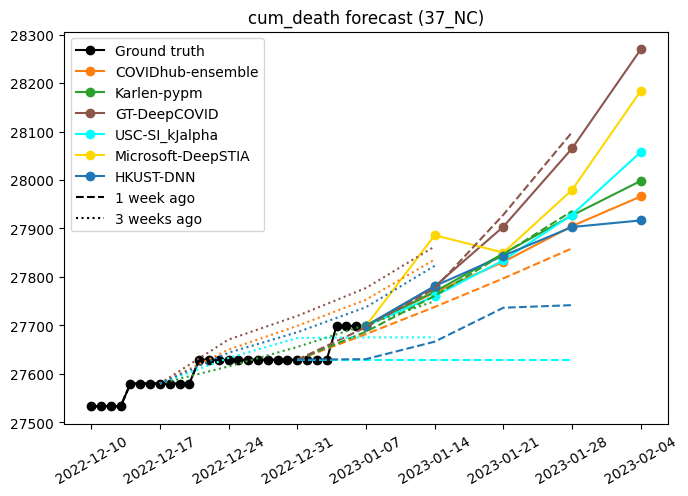 cum_death forecast (37_NC)
28300
28200
28100
28000
27900
27800
27700
27600
27500
Ground truth
COVIDhub-ensemble
Karlen-pypm
GT-DeepCOVID
USC-SI_kJalpha
Microsoft-DeepSTIA
HKUST-DNN
1 week ago
3 weeks ago
2022-12-10
2022-12-17
2022-12-24
2022-12-31
2023-01-07
2023-01-14
2023-01-21
2023-01-28
2023-02-04